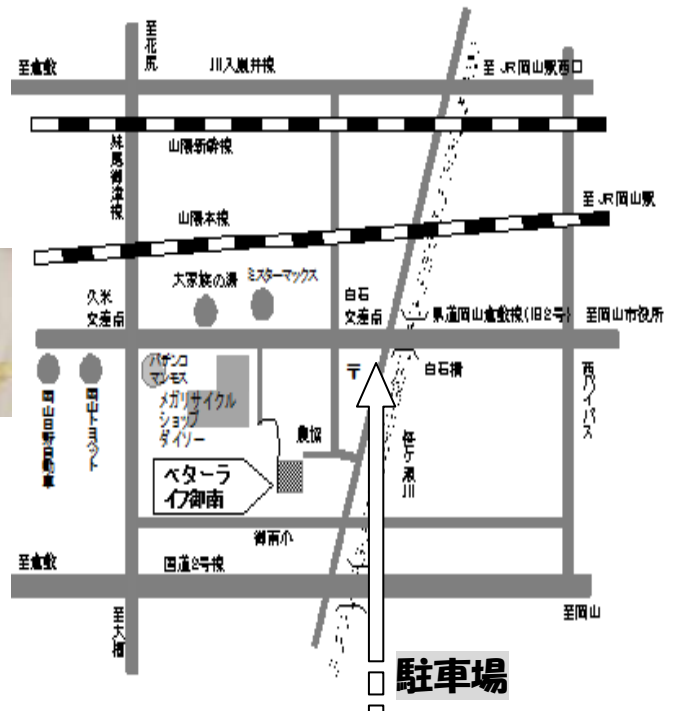 至倉敷
至花尻
川入巌井線
至 JR岡山駅西口
妹尾御津線
山陽新幹線
至 JR岡山駅
山陽本線
大家族の湯
ミスターマックス
久米
交差点
白石
交差点
県道岡山倉敷線(旧2号)
至岡山市役所
パチンコ
マンモス
〒
白石橋
西バイパス
岡山日野自動車
岡山トヨペット
メガリサイクル
ショップ
ダイソー
農協
笹ヶ瀬川
ベターラ
イフ御南
御南小
至倉敷
国道2号線
至大福
至岡山
駐車場